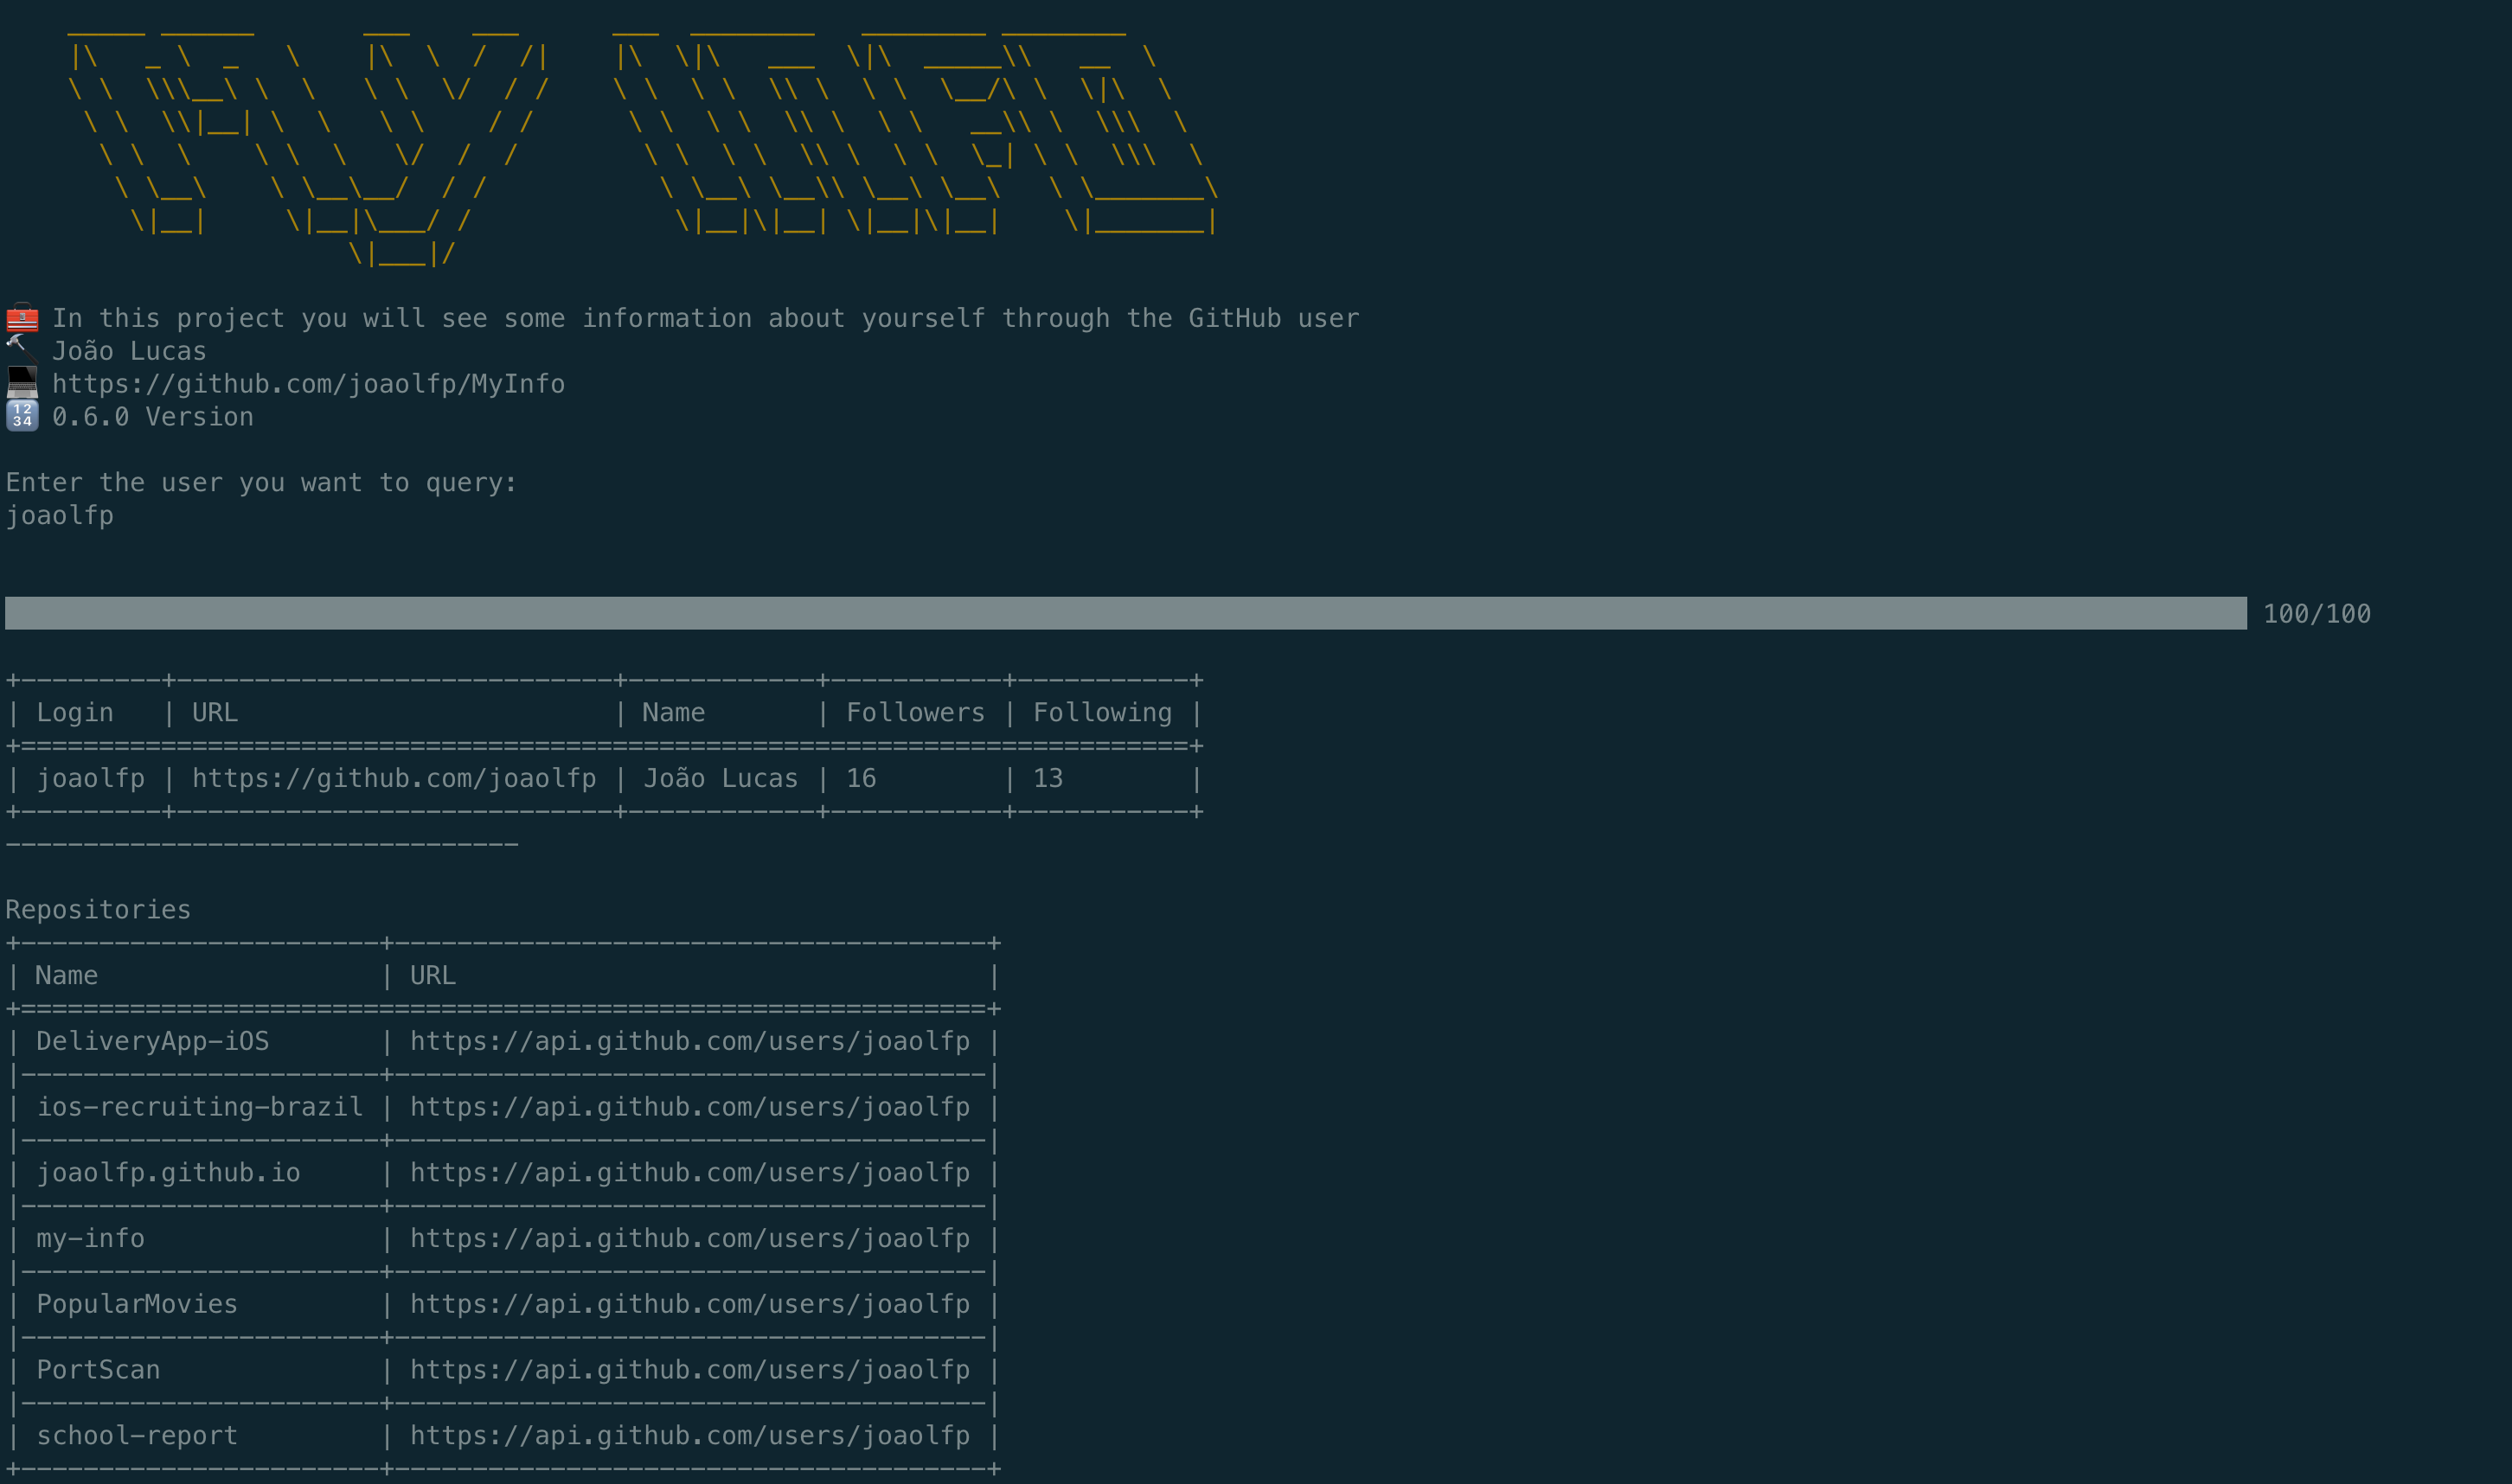 MY INFO
🧰 In this project you will see some information about yourself through the GitHub user
🔨 João Lucas
💻 https://github.com/joaolfp/MyInfo
🔢 0.6.0 Version
Enter the user you want to query:
joaolfp
100/100
| Login | URL | Name | Followers | Following |
| joaolfp | https://github.com/joaolfp | João Lucas | 16 | 13 |
Repositories
| Name | URL |
| DeliveryApp-iOS | https://api.github.com/users/joaolfp |
| ios-recruiting-brazil | https://api.github.com/users/joaolfp |
| joaolfp.github.io | https://api.github.com/users/joaolfp |
| my-info | https://api.github.com/users/joaolfp |
| PopularMovies | https://api.github.com/users/joaolfp |
| PortScan | https://api.github.com/users/joaolfp |
| school-report | https://api.github.com/users/joaolfp |